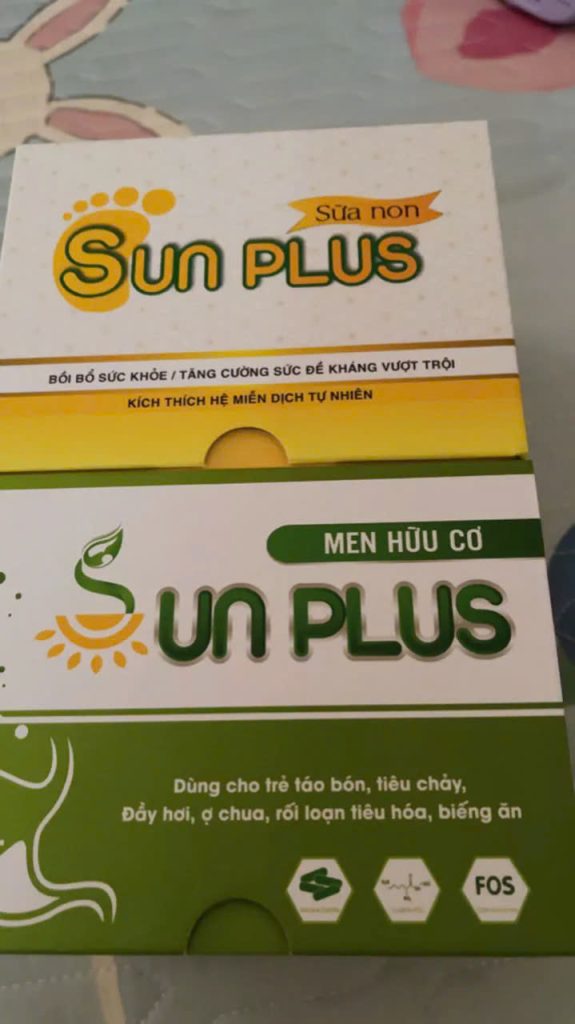 Sữa non
SUN PLUS
BỒI BỔ SỨC KHỎE / TĂNG CƯỜNG SỨC ĐỀ KHÁNG VƯỢT TRỘI
KÍCH THÍCH HỆ MIỄN DỊCH TỰ NHIÊN
MEN HỮU CƠ
SUN PLUS
Dùng cho trẻ táo bón, tiêu chảy,
Đầy hơi, ợ chua, rối loạn tiêu hóa, biếng ăn
FOS